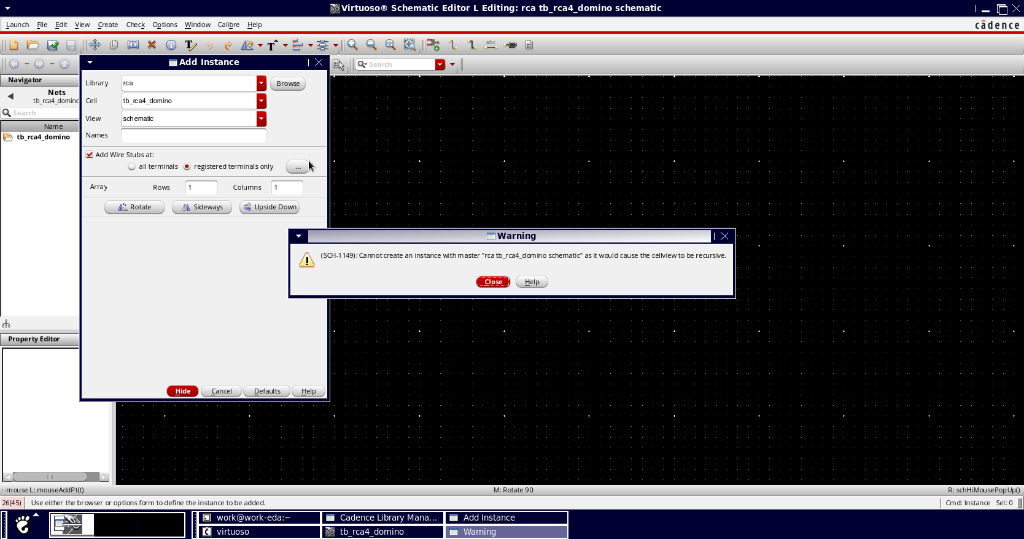 Virtuoso® Schematic Editor L Editing: rca tb_rca4_domino schematic
Launch File Edit View Create Check Options Window Calibre Help
cādence
Add Instance
Search
Navigator
Nets
tb_rca4_domino
Search
Name
tb_rca4_domino
Library rca Browse
Cell tb_rca4_domino
View schematic
Names
Add Wire Stubs at:
all terminals registered terminals only ...
Array Rows 1 Columns 1
Rotate Sideways Upside Down
Warning
(SCH-1149): Cannot create an instance with master "rca tb_rca4_domino schematic" as it would cause the cellview to be recursive.
Close Help
Property Editor
Hide Cancel Defaults Help
mouse L: mouseAddPt(t) M: Rotate 90 R: schHiMousePopUp()
26(45) Use either the browser or options form to define the instance to be added. Cmd: Instance Sel: 0
work@work-eda:~ Cadence Library Mana... Add Instance
virtuoso tb_rca4_domino Warning